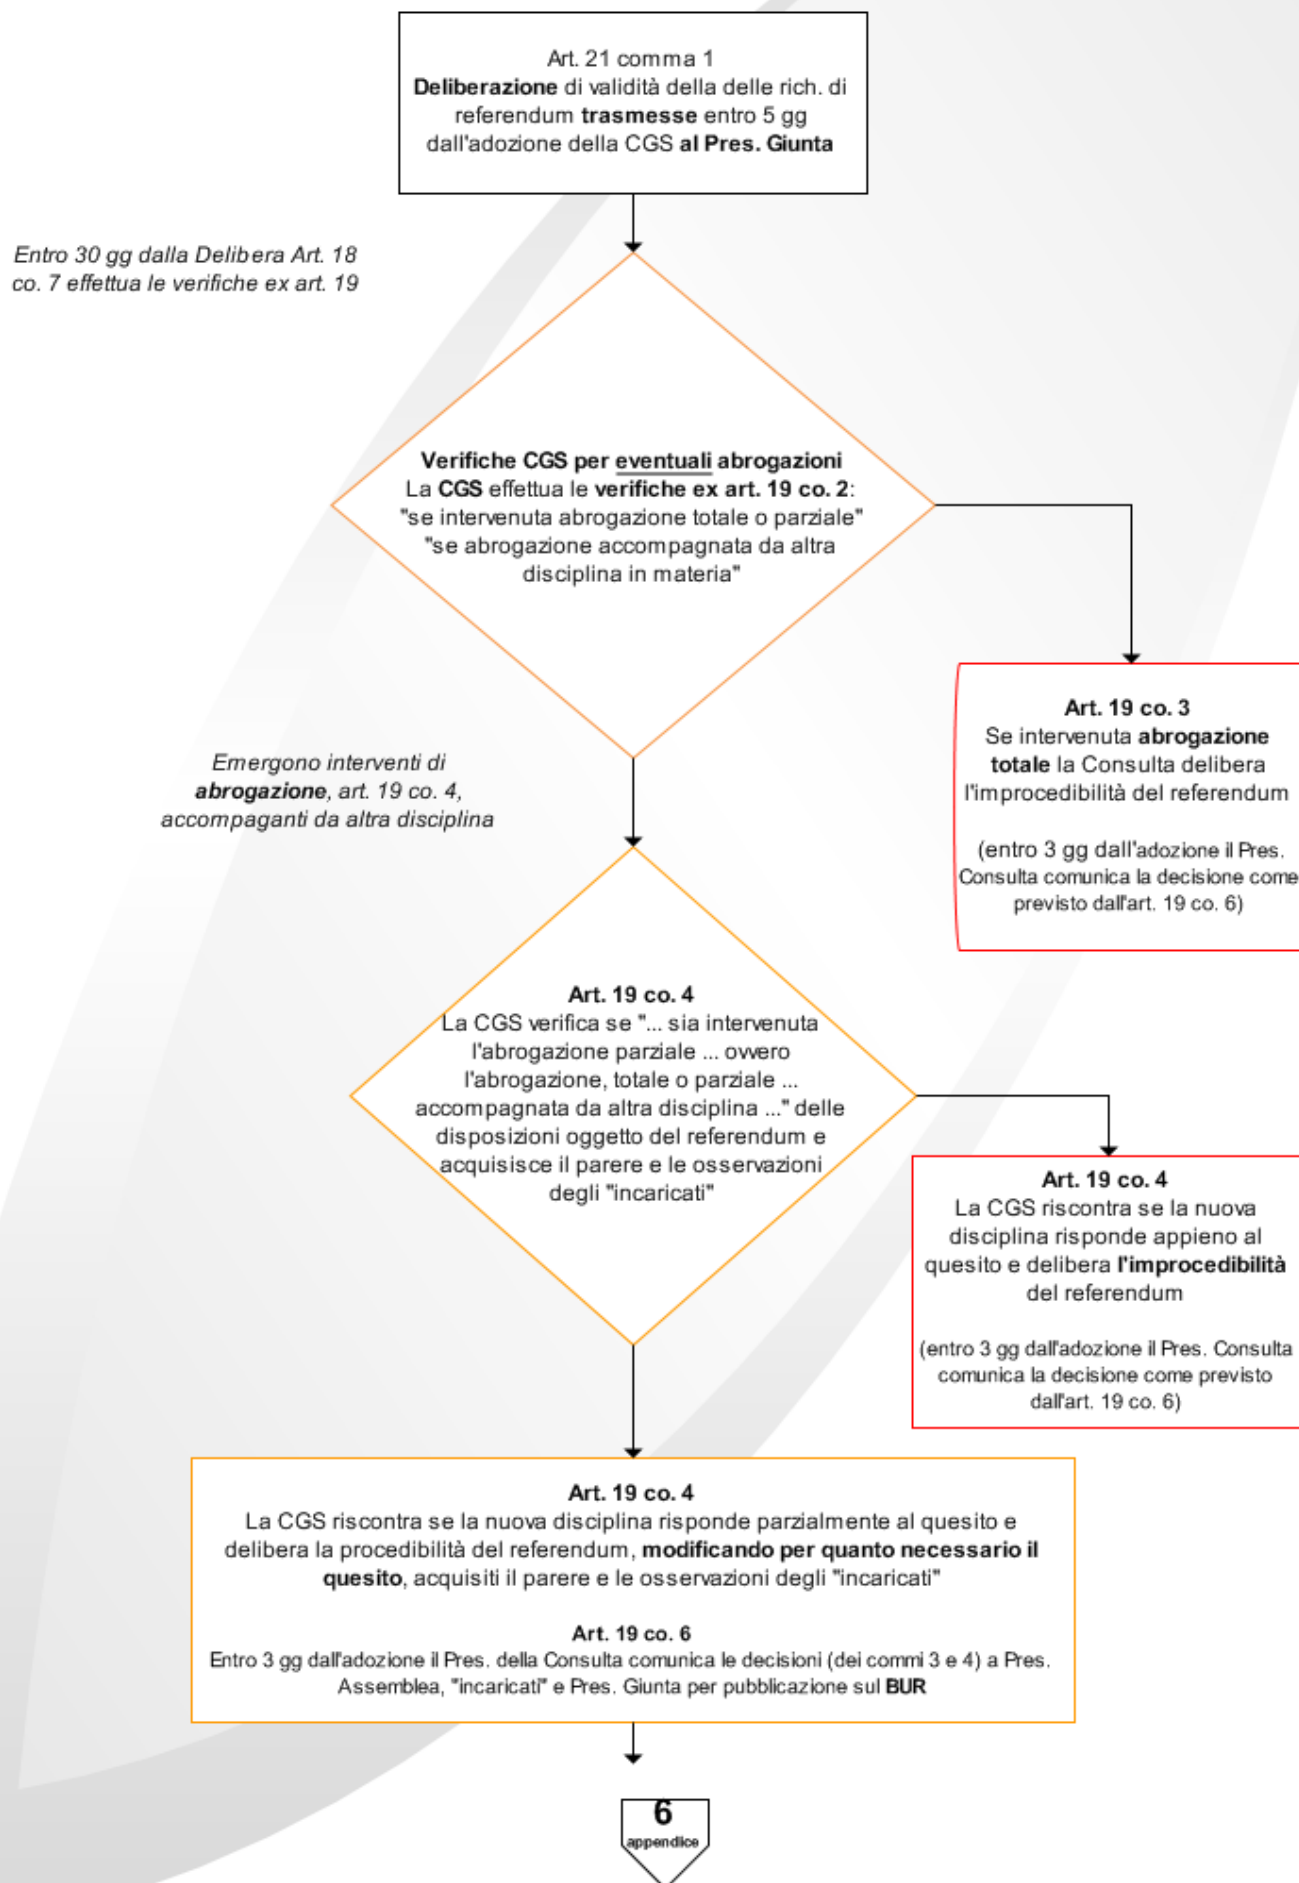 Art. 21 comma 1
Deliberazione di validità della delle rich. di
referendum trasmesse entro 5 gg
dall'adozione della CGS al Pres. Giunta
Entro 30 gg dalla Delibera Art. 18
co. 7 effettua le verifiche ex art. 19
Verifiche CGS per eventuali abrogazioni
La CGS effettua le verifiche ex art. 19 co. 2:
"se intervenuta abrogazione totale o parziale"
"se abrogazione accompagnata da altra
disciplina in materia"
Art. 19 co. 3
Se intervenuta abrogazione
totale la Consulta delibera
l'improcedibilità del referendum
(entro 3 gg dall'adozione il Pres.
Consulta comunica la decisione come
previsto dall'art. 19 co. 6)
Emergono interventi di
abrogazione, art. 19 co. 4,
accompaganti da altra disciplina
Art. 19 co. 4
La CGS verifica se "... sia intervenuta
l'abrogazione parziale ... ovvero
l'abrogazione, totale o parziale ...
accompagnata da altra disciplina ..." delle
disposizioni oggetto del referendum e
acquisisce il parere e le osservazioni
degli "incaricati"
Art. 19 co. 4
La CGS riscontra se la nuova
disciplina risponde appieno al
quesito e delibera l'improcedibilità
del referendum
(entro 3 gg dall'adozione il Pres. Consulta
comunica la decisione come previsto
dall'art. 19 co. 6)
Art. 19 co. 4
La CGS riscontra se la nuova disciplina risponde parzialmente al quesito e
delibera la procedibilità del referendum, modificando per quanto necessario il
quesito, acquisiti il parere e le osservazioni degli "incaricati"
Art. 19 co. 6
Entro 3 gg dall'adozione il Pres. della Consulta comunica le decisioni (dei commi 3 e 4) a Pres.
Assemblea, "incaricati" e Pres. Giunta per pubblicazione sul BUR
6
appendice